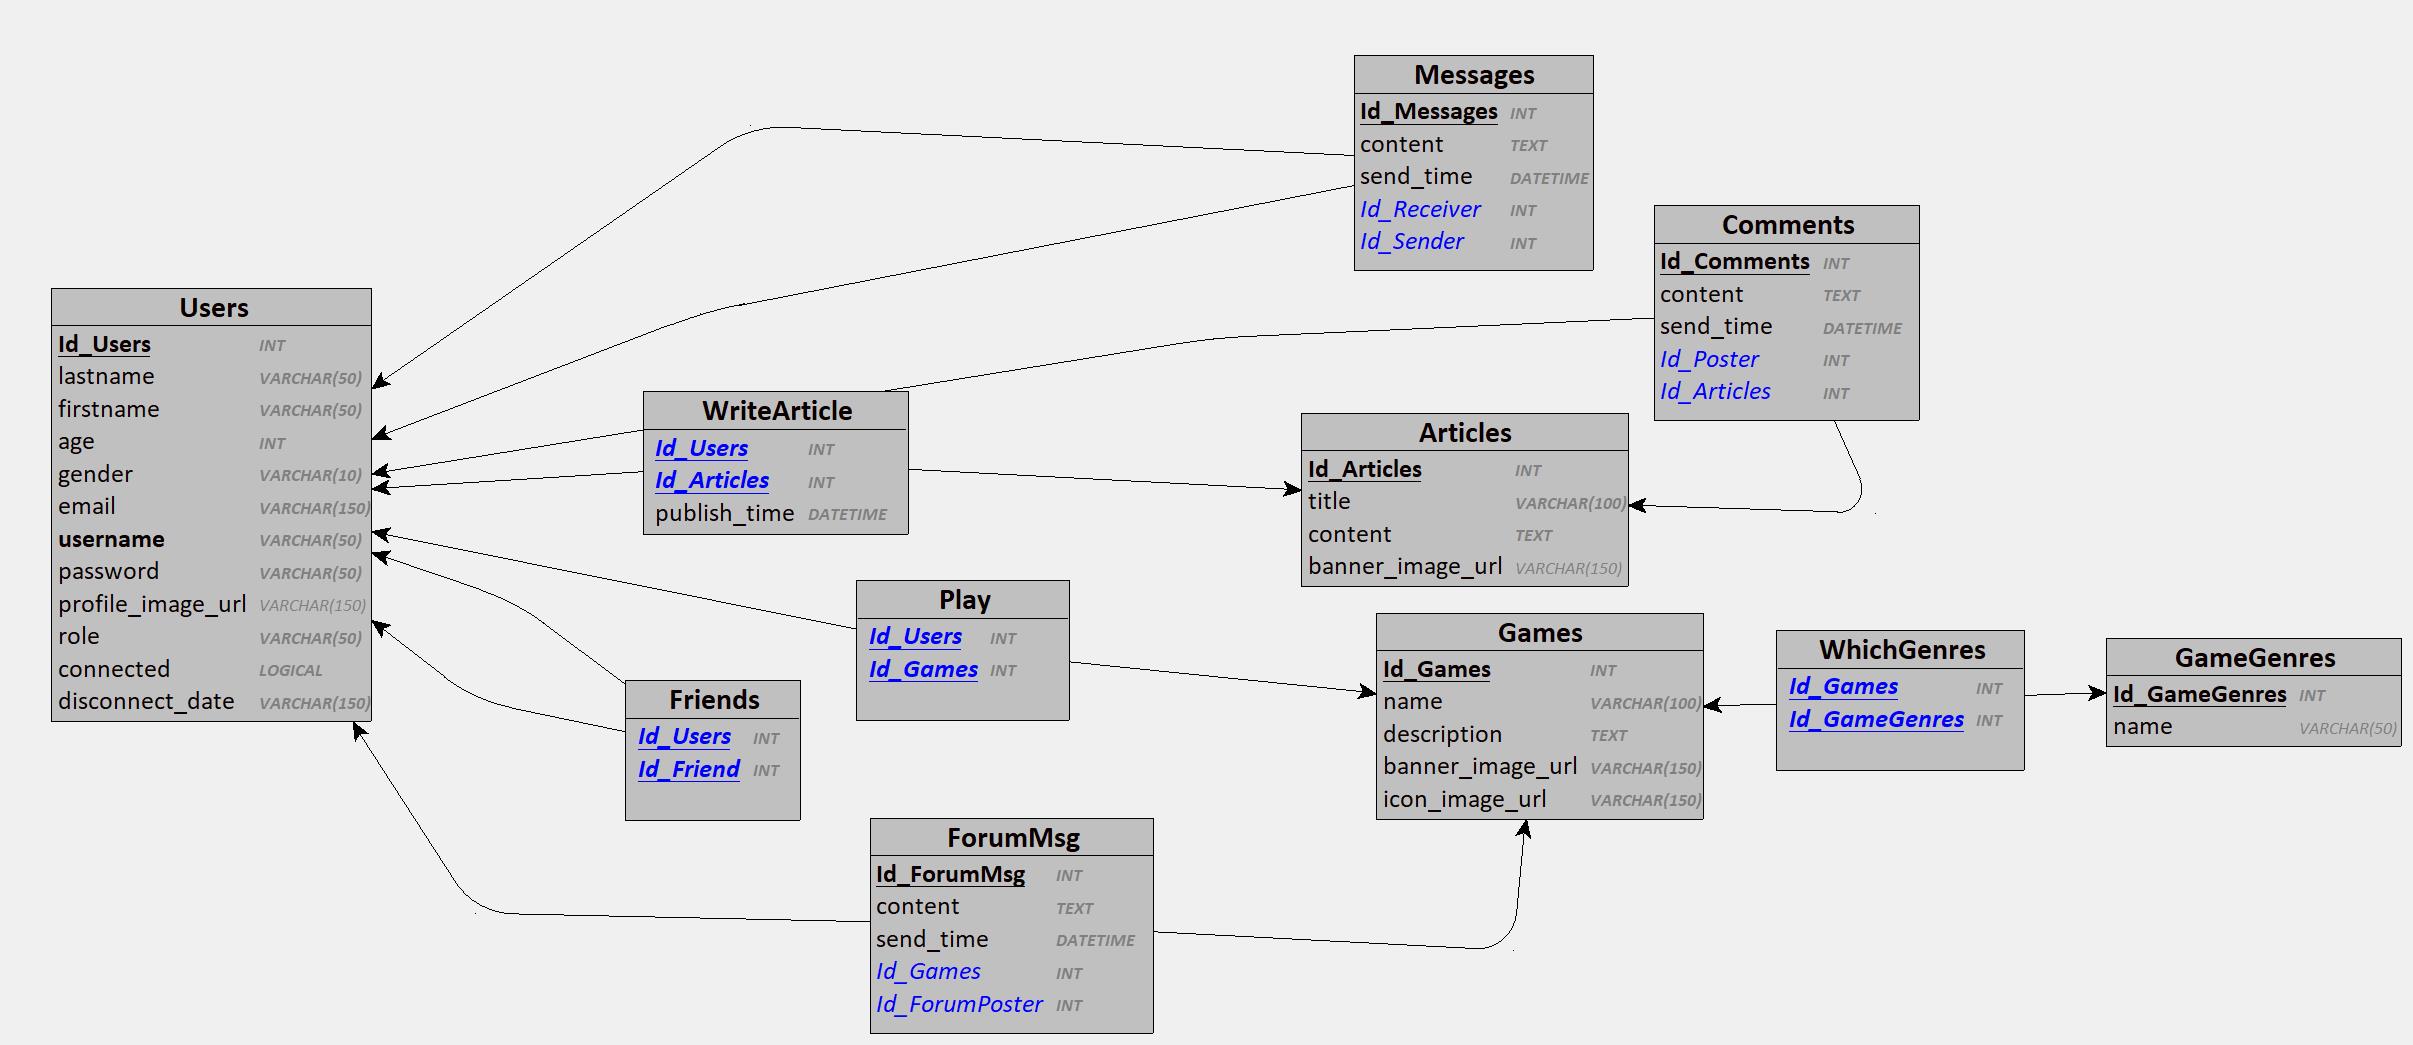 Messages
Id_Messages INT
content TEXT
send_time DATETIME
Id_Receiver INT
Id_Sender INT
Comments
Id_Comments INT
content TEXT
send_time DATETIME
Id_Poster INT
Id_Articles INT
Users
Id_Users INT
lastname VARCHAR(50)
firstname VARCHAR(50)
age INT
gender VARCHAR(10)
email VARCHAR(150)
username VARCHAR(50)
password VARCHAR(50)
profile_image_url VARCHAR(150)
role VARCHAR(50)
connected LOGICAL
disconnect_date VARCHAR(150)
WriteArticle
Id_Users INT
Id_Articles INT
publish_time DATETIME
Articles
Id_Articles INT
title VARCHAR(100)
content TEXT
banner_image_url VARCHAR(150)
Play
Id_Users INT
Id_Games INT
Games
Id_Games INT
name VARCHAR(100)
description TEXT
banner_image_url VARCHAR(150)
icon_image_url VARCHAR(150)
WhichGenres
Id_Games INT
Id_GameGenres INT
GameGenres
Id_GameGenres INT
name VARCHAR(50)
Friends
Id_Users INT
Id_Friend INT
ForumMsg
Id_ForumMsg INT
content TEXT
send_time DATETIME
Id_Games INT
Id_ForumPoster INT